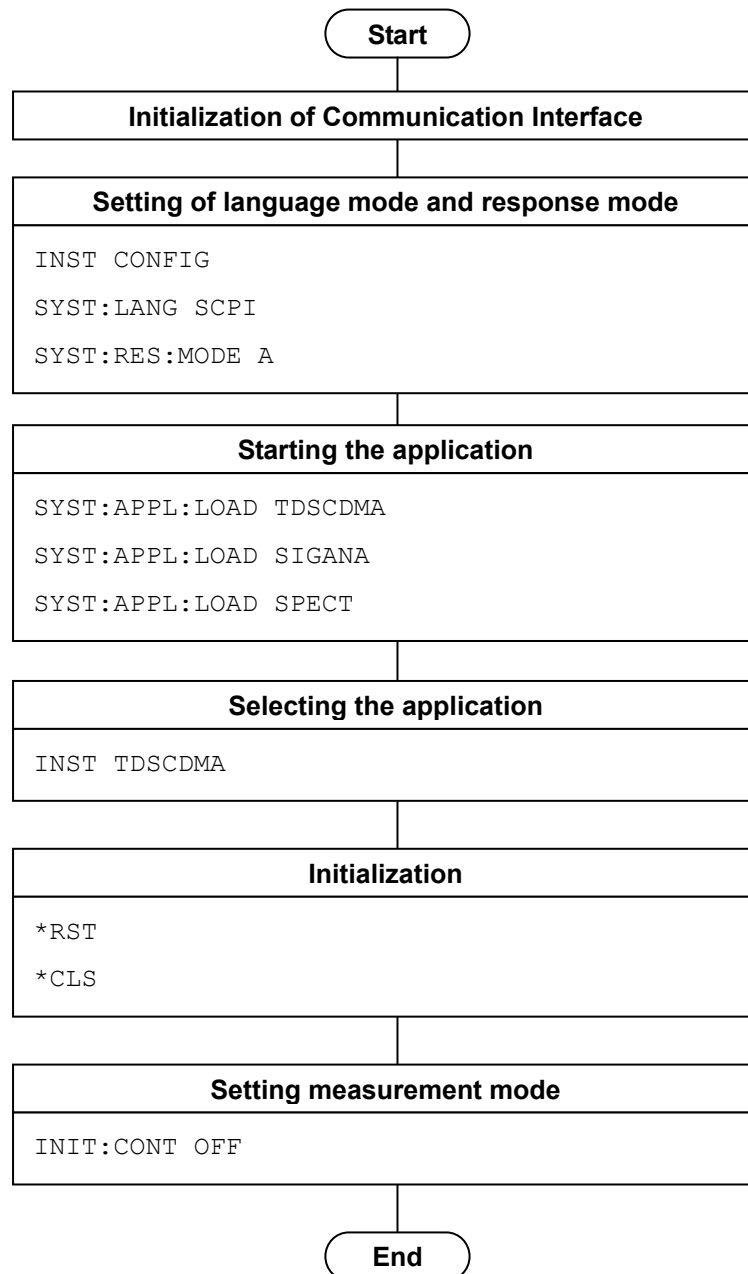 Start
Initialization of Communication Interface
Setting of language mode and response mode
INST CONFIG
SYST:LANG SCPI
SYST:RES:MODE A
Starting the application
SYST:APPL:LOAD TDSCDMA
SYST:APPL:LOAD SIGANA
SYST:APPL:LOAD SPECT
Selecting the application
INST TDSCDMA
Initialization
*RST
*CLS
Setting measurement mode
INIT:CONT OFF
End